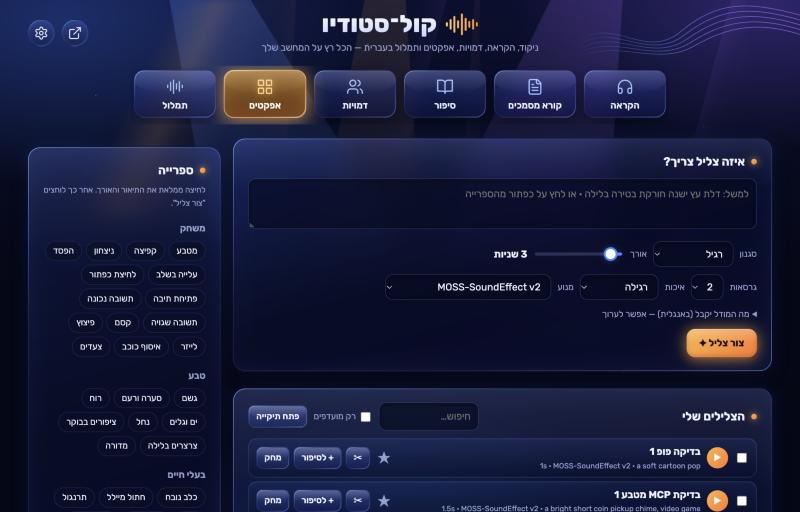 קול־סטודיו
ניקוד, הקראה, דמויות, אפקטים ותמלול בעברית — הכל רץ על המחשב שלך
הקראה
קורא מסמכים
סיפור
דמויות
אפקטים
תמלול
איזה צליל צריך?
למשל: דלת עץ ישנה חורקת בטירה בלילה • או לחץ על כפתור מהספרייה
סגנון רגיל אורך 3 שניות
גרסאות 2 איכות רגילה מנוע MOSS-SoundEffect v2
◂ מה המודל יקבל (באנגלית) — אפשר לערוך
צור צליל ✦
הצלילים שלי
חיפוש...
רק מועדפים
פתח תיקייה
בדיקה פופ 1
1s • MOSS-SoundEffect v2 • a soft cartoon pop
★ ✂ + לסיפור מחק
בדיקת MCP מטבע 1
1.5s • MOSS-SoundEffect v2 • a bright short coin pickup chime, video game
★ ✂ + לסיפור מחק
ספרייה
לחיצה ממלאת את התיאור והאורך. אחר כך לוחצים
"צור צליל".
משחק
מטבע קפיצה ניצחון הפסד
עלייה בשלב לחיצת כפתור
פתיחת תיבה תשובה נכונה
תשובה שגויה קסם פיצוץ
לייזר איסוף כוכב צעדים
טבע
גשם סערה ורעם רוח
ים וגלים נחל ציפורים בבוקר
צרצרים בלילה מדורה
בעלי חיים
כלב נובח חתול מיילל תרנגול